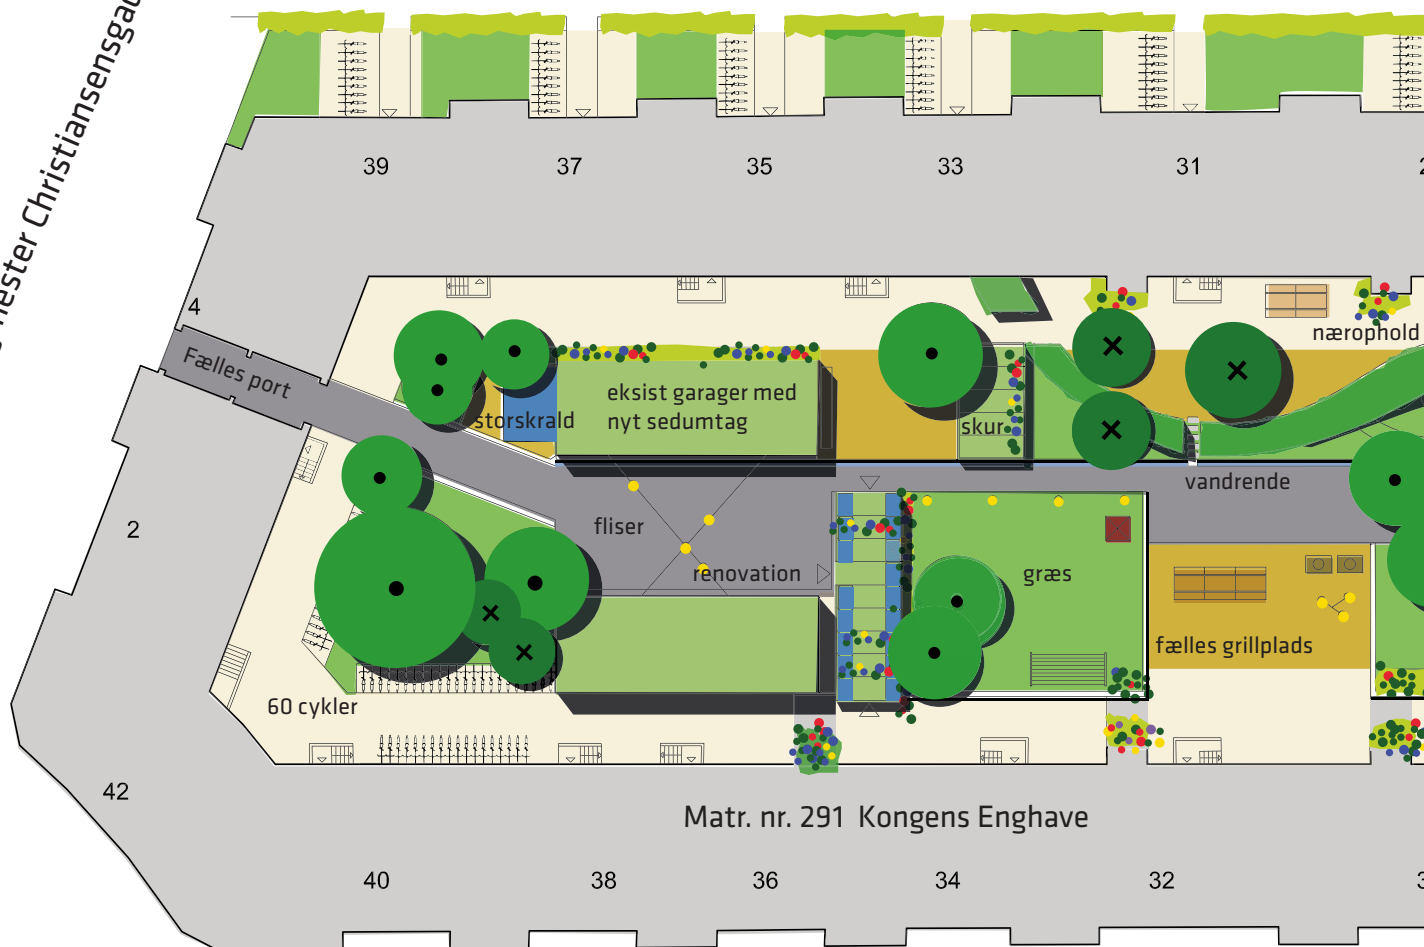 39
37
35
33
31
4
Fælles port
storskrald
eksist garager med
nyt sedumtag
skur
nærophold
vandrende
2
fliser
renovation
græs
fælles grillplads
60 cykler
42
Matr. nr. 291 Kongens Enghave
40
38
36
34
32